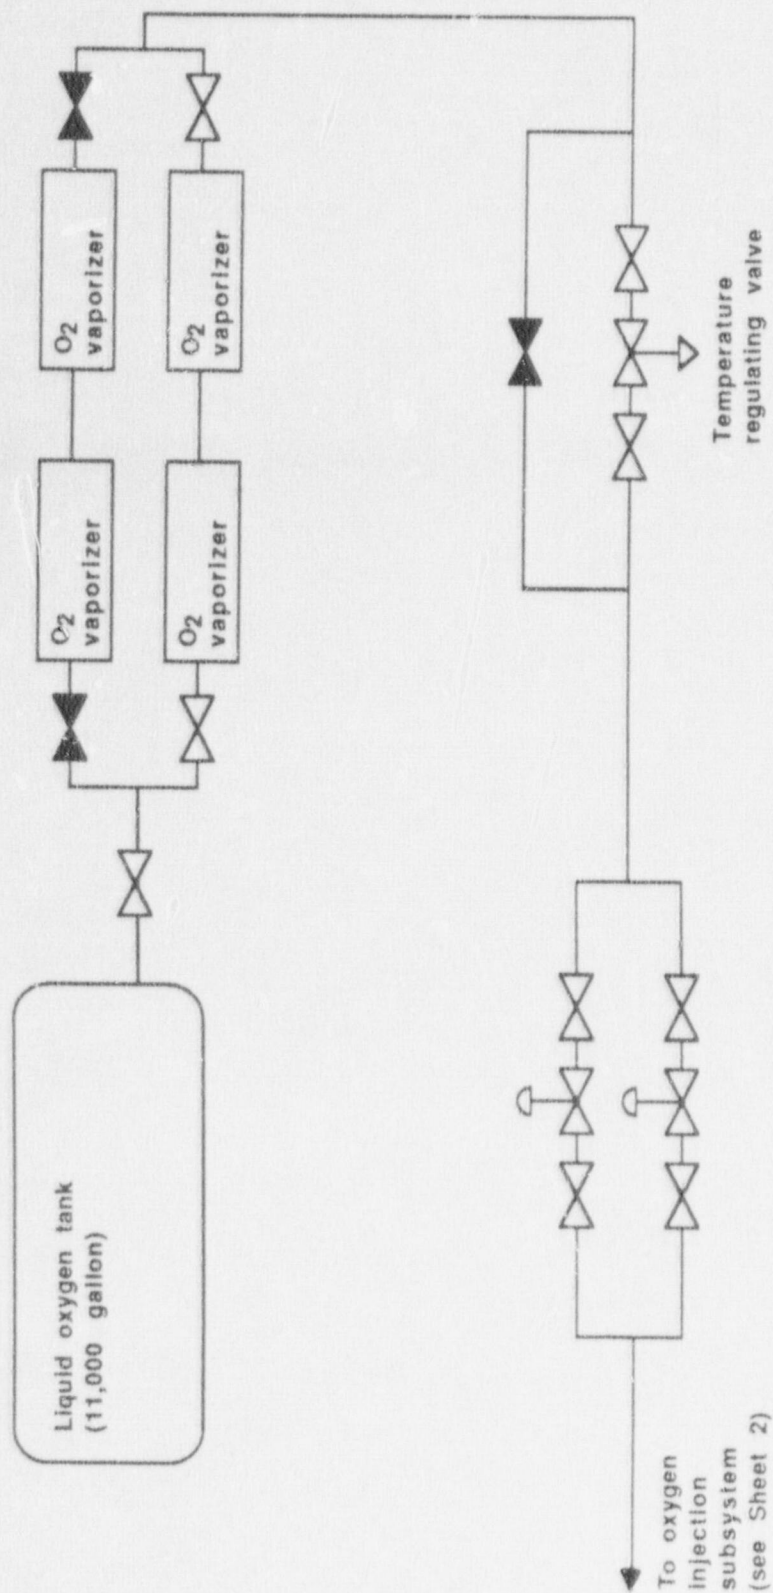 Liquid oxygen tank
(11,000 gallon)
O2
vaporizer
O2
vaporizer
O2
vaporizer
O2
vaporizer
Temperature
regulating valve
To oxygen
injection
subsystem
(see Sheet 2)